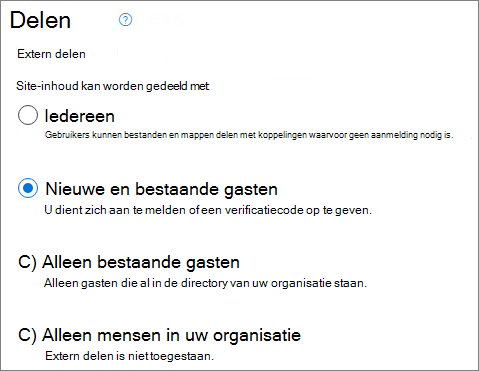 Delen ?
Extern delen
Site-inhoud kan worden gedeeld met
Iedereen
Gebruikers kunnen bestanden en mappen delen met koppelingen waarvoor geen aanmelding nodig is.
Nieuwe en bestaande gasten
U dient zich aan te melden of een verificatiecode op te geven.
C) Alleen bestaande gasten
Alleen gasten die al in de directory van uw organisatie staan.
C) Alleen mensen in uw organisatie
Extern delen is niet toegestaan.